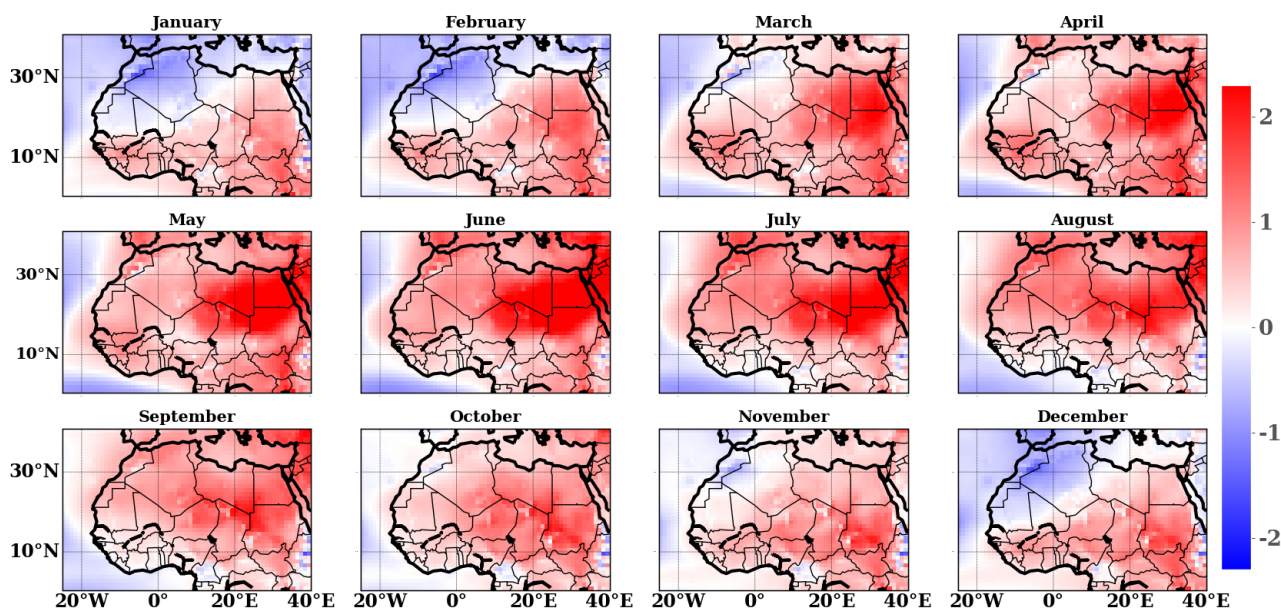 January February March April
30°N
10°N
2
May June July August
1
30°N
0
10°N
September October November December
-1
30°N
10°N
-2
20°W 0° 20°E 40°E 20°W 0° 20°E 40°E 20°W 0° 20°E 40°E 20°W 0° 20°E 40°E